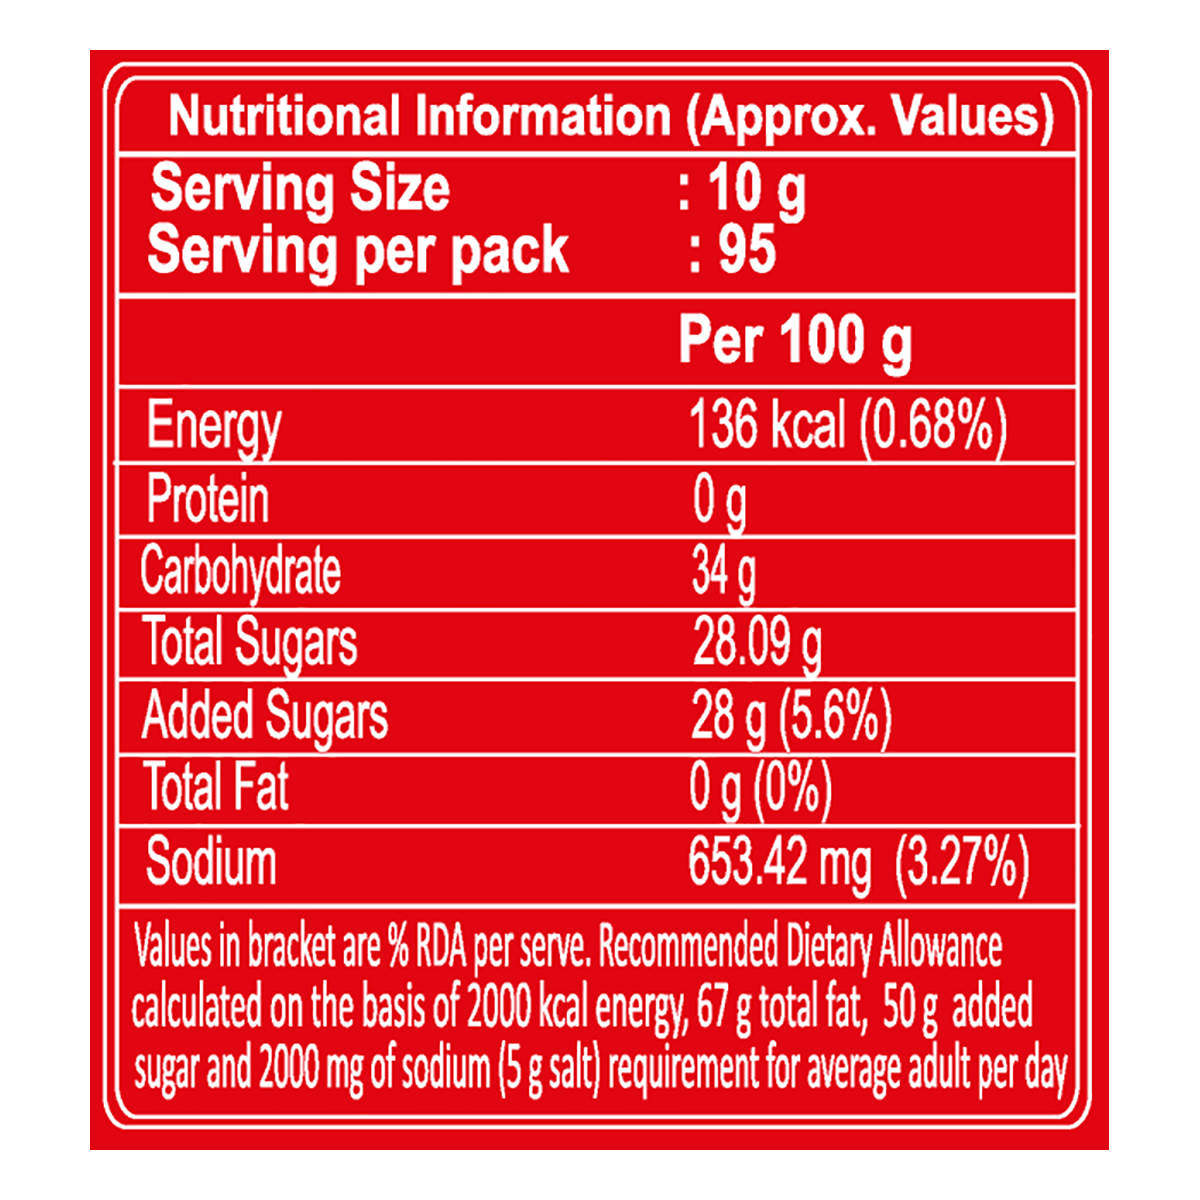 Nutritional Information (Approx. Values)
Serving Size : 10 g
Serving per pack : 95
Per 100 g
Energy 136 kcal (0.68%)
Protein 0 g
Carbohydrate 34 g
Total Sugars 28.09 g
Added Sugars 28 g (5.6%)
Total Fat 0 g (0%)
Sodium 653.42 mg (3.27%)
Values in bracket are % RDA per serve. Recommended Dietary Allowance
calculated on the basis of 2000 kcal energy, 67 g total fat, 50 g added
sugar and 2000 mg of sodium (5 g salt) requirement for average adult per day